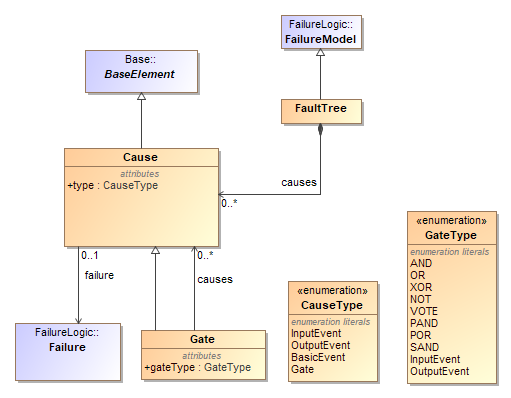 FailureLogic::
FailureModel
Base::
BaseElement
FaultTree
Cause
attributes
+type : CauseType
causes
0..*
0..1
failure
0..*
causes
FailureLogic::
Failure
Gate
attributes
+gateType : GateType
«enumeration»
CauseType
enumeration literals
InputEvent
OutputEvent
BasicEvent
Gate
«enumeration»
GateType
enumeration literals
AND
OR
XOR
NOT
VOTE
PAND
POR
SAND
InputEvent
OutputEvent